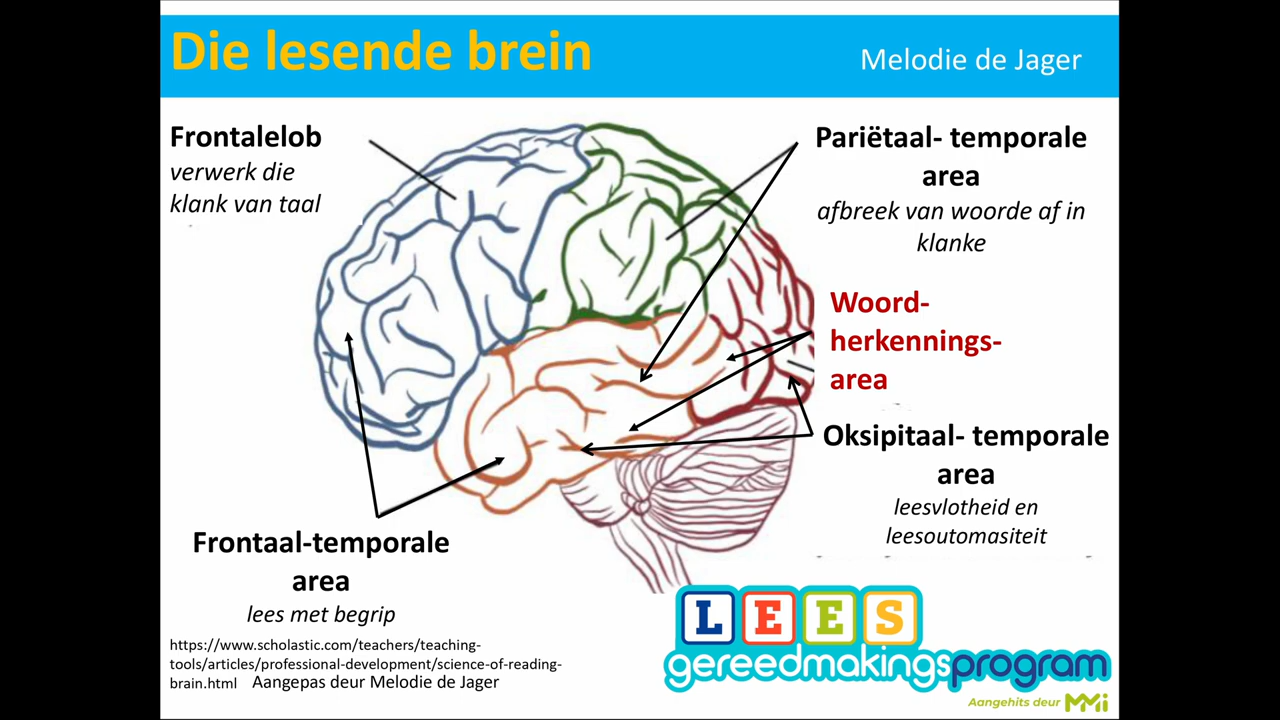 Die lesende brein
Melodie de Jager
Frontalelob
verwerk die
klank van taal
Pariëtaal- temporale
area
afbreek van woorde af in
klanke
Woord-
herkennings-
area
Oksipitaal- temporale
area
leesvlotheid en
leesoutomasiteit
Frontaal-temporale
area
lees met begrip
https://www.scholastic.com/teachers/teaching-
tools/articles/professional-development/science-of-reading-
brain.html Aangepas deur Melodie de Jager
LEES
gereedmakingsprogram
Aangehits deur MMi